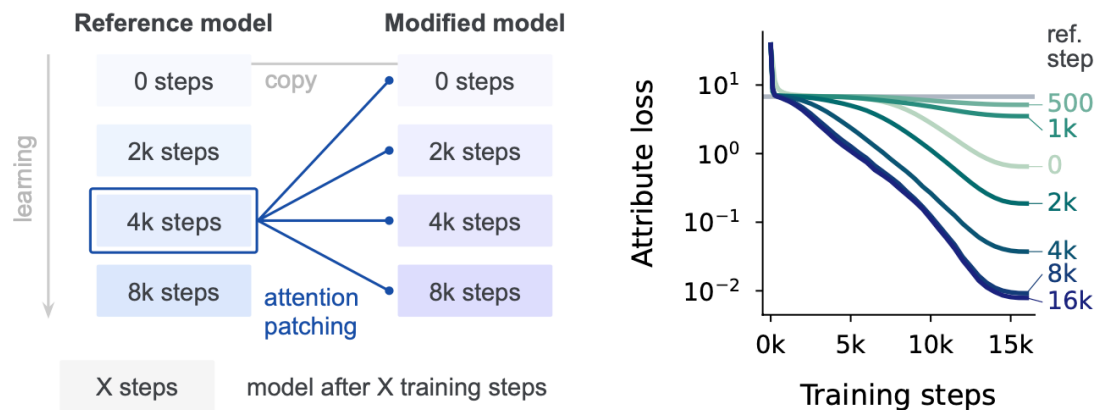 Reference model
Modified model
learning
0 steps
copy
0 steps
2k steps
2k steps
4k steps
4k steps
8k steps
attention
patching
8k steps
X steps
model after X training steps
ref.
step
Attribute loss
10¹
10⁰
10⁻¹
10⁻²
500
1k
0
2k
4k
8k
16k
0k 5k 10k 15k
Training steps